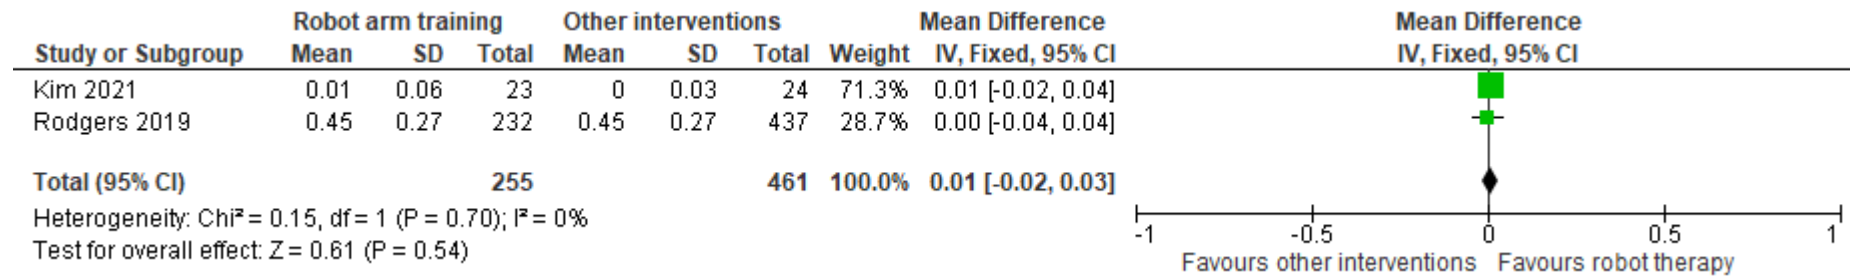 Robot arm training Other interventions Mean Difference Mean Difference
Study or Subgroup Mean SD Total Mean SD Total Weight IV, Fixed, 95% CI IV, Fixed, 95% CI
Kim 2021 0.01 0.06 23 0 0.03 24 71.3% 0.01 [-0.02, 0.04]
Rodgers 2019 0.45 0.27 232 0.45 0.27 437 28.7% 0.00 [-0.04, 0.04]
Total (95% CI) 255 461 100.0% 0.01 [-0.02, 0.03]
Heterogeneity: Chi² = 0.15, df = 1 (P = 0.70); I² = 0%
Test for overall effect: Z = 0.61 (P = 0.54)
-1 -0.5 0 0.5 1
Favours other interventions Favours robot therapy